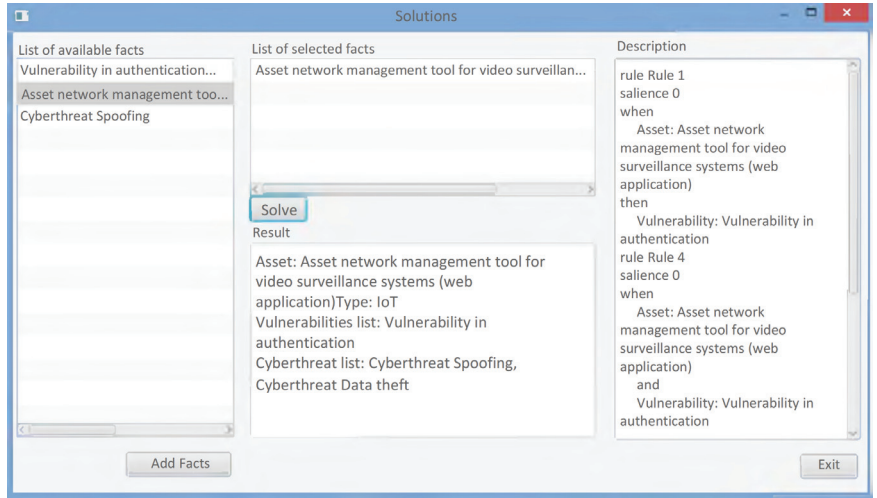 Solutions
List of available facts
Vulnerability in authentication...
Asset network management too...
Cyberthreat Spoofing
Add Facts
List of selected facts
Asset network management tool for video surveillan...
Solve
Result
Asset: Asset network management tool for
video surveillance systems (web
application)Type: IoT
Vulnerabilities list: Vulnerability in
authentication
Cyberthreat list: Cyberthreat Spoofing,
Cyberthreat Data theft
Description
rule Rule 1
salience 0
when
Asset: Asset network
management tool for video
surveillance systems (web
application)
then
Vulnerability: Vulnerability in
authentication
rule Rule 4
salience 0
when
Asset: Asset network
management tool for video
surveillance systems (web
application)
and
Vulnerability: Vulnerability in
authentication
Exit